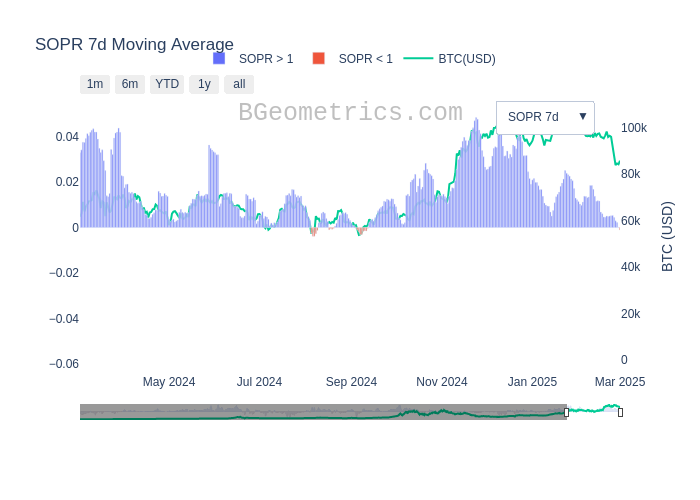 SOPR 7d Moving Average
SOPR > 1
SOPR < 1
BTC(USD)
1m
6m
YTD
1y
all
BGeometrics.com
SOPR 7d ▼
0.04
0.02
0
−0.02
−0.04
−0.06
100k
80k
60k
40k
20k
0
BTC (USD)
May 2024
Jul 2024
Sep 2024
Nov 2024
Jan 2025
Mar 2025